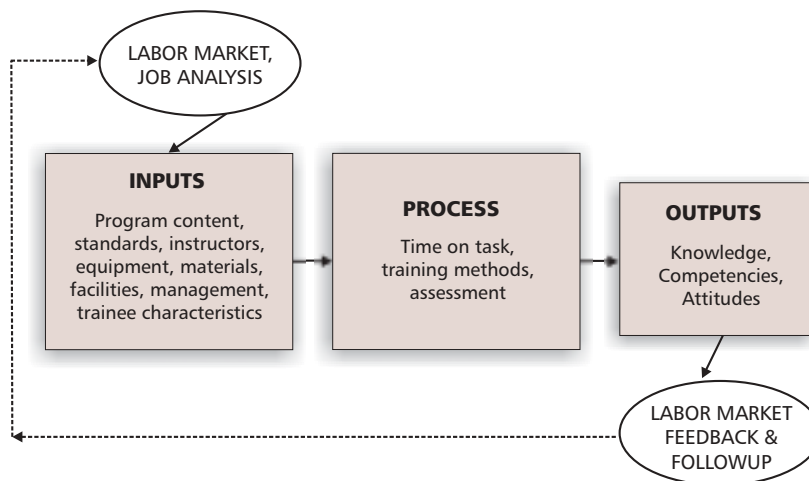 LABOR MARKET,
JOB ANALYSIS
INPUTS
Program content,
standards, instructors,
equipment, materials,
facilities, management,
trainee characteristics
PROCESS
Time on task,
training methods,
assessment
OUTPUTS
Knowledge,
Competencies,
Attitudes
LABOR MARKET
FEEDBACK &
FOLLOWUP